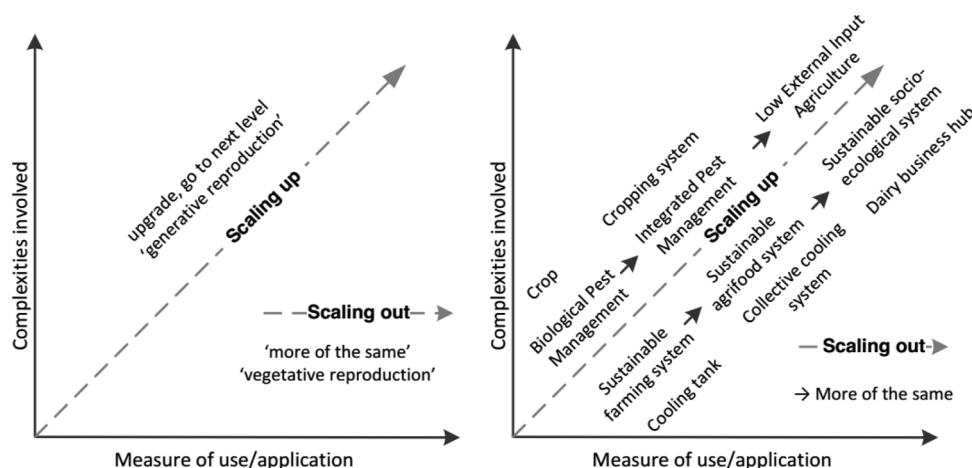 Complexities involved
upgrade, go to next level
‘generative reproduction’
Scaling up
Scaling out
‘more of the same’
‘vegetative reproduction’
Measure of use/application
Complexities involved
Crop
Cropping system
Biological Pest
Management
Integrated Pest
Management
Low External Input
Agriculture
Scaling up
Sustainable
farming system
Sustainable
agrifood system
Sustainable socio-
ecological system
Cooling tank
Collective cooling
system
Dairy business hub
Scaling out
→ More of the same
Measure of use/application